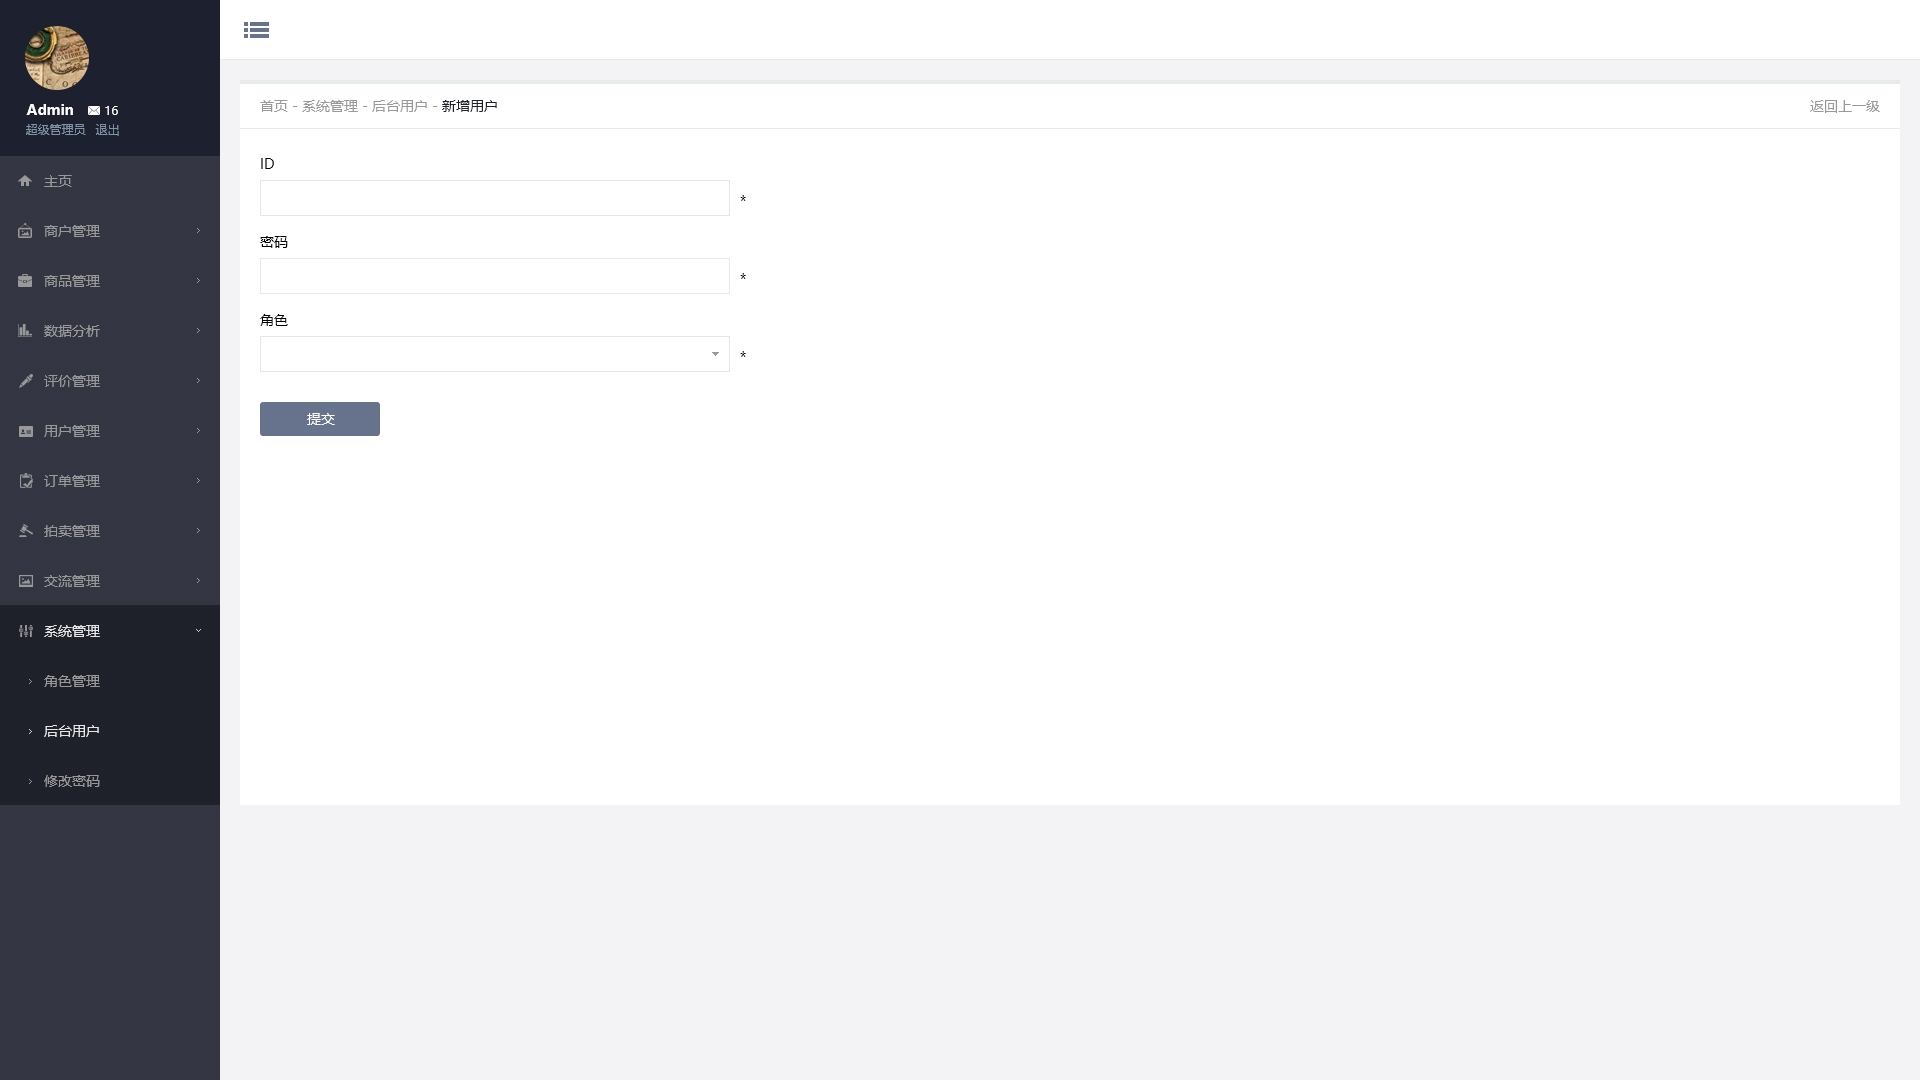 Admin 16
超级管理员 退出
主页
商户管理
商品管理
数据分析
评价管理
用户管理
订单管理
拍卖管理
交流管理
系统管理
角色管理
后台用户
修改密码
首页 - 系统管理 - 后台用户 - 新增用户
返回上一级
ID
*
密码
*
角色
*
提交